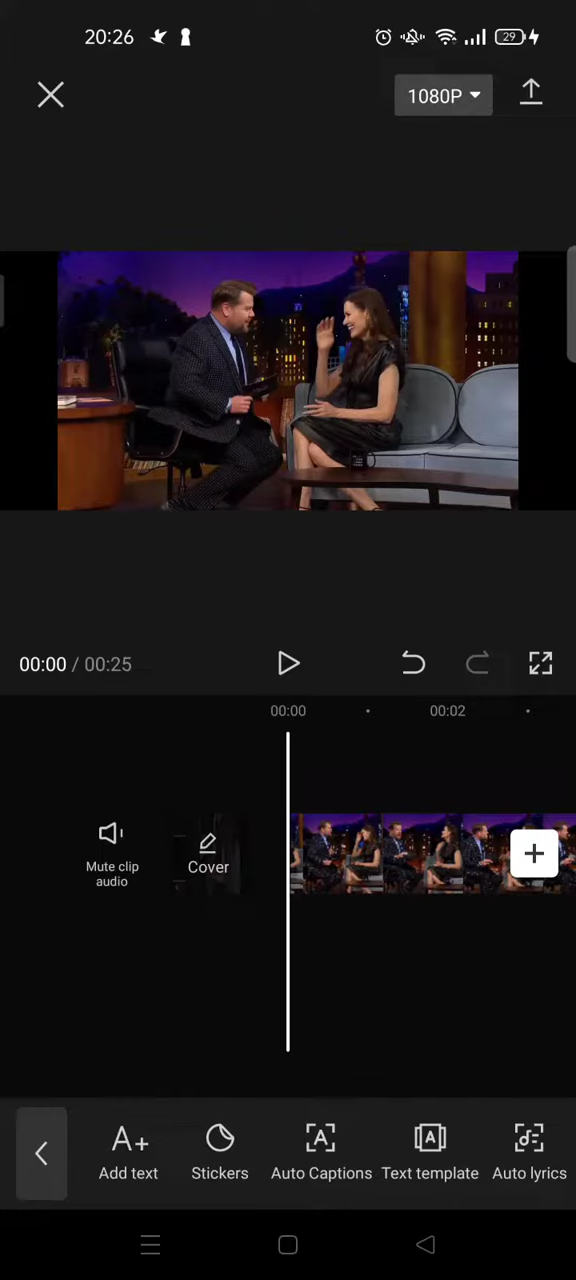 20:26
29
1080P
00:00 / 00:25
00:00
00:02
Mute clip
audio
Cover
Add text
Stickers
Auto Captions
Text template
Auto lyrics